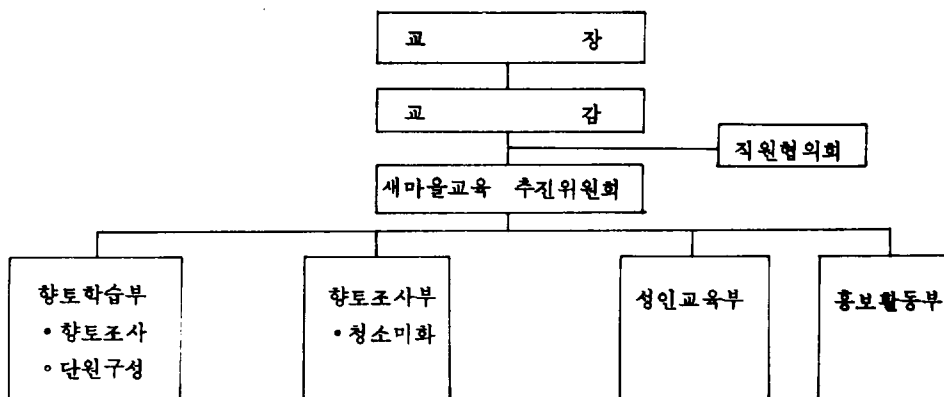 교 장
교 감
직원협의회
새마을교육 추진위원회
향토학습부
• 향토조사
◦ 단원구성
향토조사부
• 청소미화
성인교육부
홍보활동부